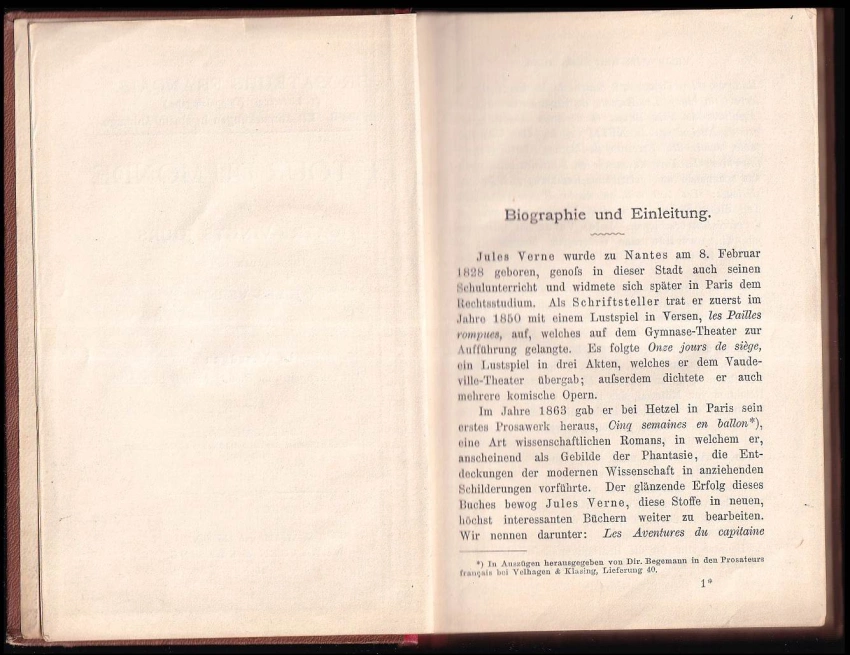 Biographie und Einleitung.
Jules Verne wurde zu Nantes am 8. Februar
1828 geboren, genoſs in dieser Stadt auch seinen
Schulunterricht und widmete sich später in Paris dem
Rechtsstudium. Als Schriftsteller trat er zuerst im
Jahre 1850 mit einem Lustspiel in Versen, les Pailles
rompues, auf, welches auf dem Gymnase-Theater zur
Aufführung gelangte. Es folgte Onze jours de siège,
ein Lustspiel in drei Akten, welches er dem Vaude-
ville-Theater übergab; auſserdem dichtete er auch
mehrere komische Opern.
Im Jahre 1863 gab er bei Hetzel in Paris sein
erstes Prosawerk heraus, Cinq semaines en ballon*),
eine Art wissenschaftlichen Romans, in welchem er,
anscheinend als Gebilde der Phantasie, die Ent-
deckungen der modernen Wissenschaft in anziehenden
Schilderungen vorführte. Der glänzende Erfolg dieses
Buches bewog Jules Verne, diese Stoffe in neuen,
höchst interessanten Büchern weiter zu bearbeiten.
Wir nennen darunter: Les Aventures du capitaine
*) In Auszügen herausgegeben von Dir. Begemann in den Prosateurs
français bei Velhagen & Klasing, Lieferung 40.
1*